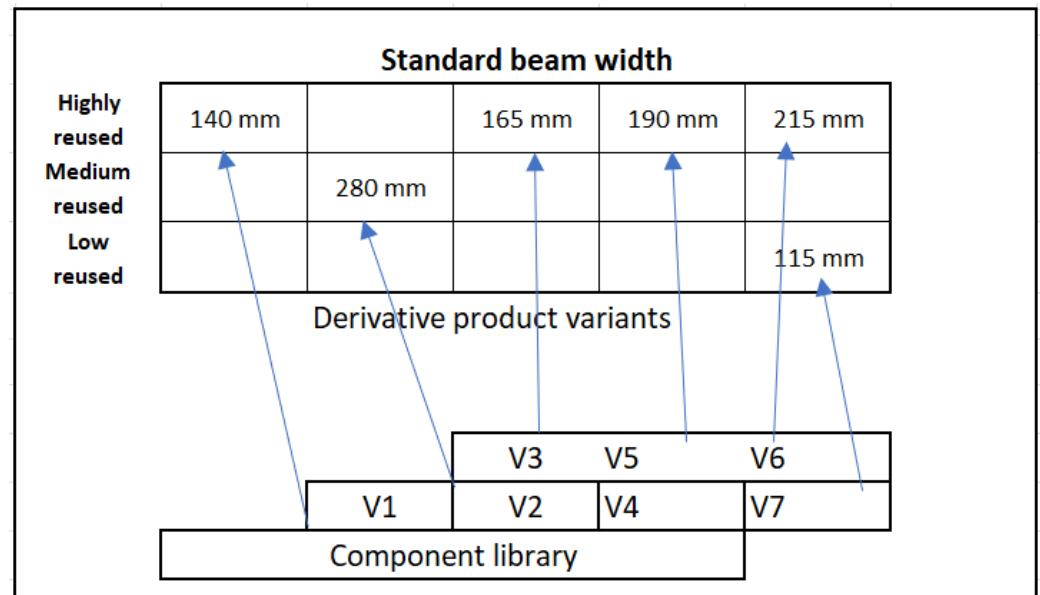 Standard beam width
Highly
reused
140 mm
165 mm
190 mm
215 mm
Medium
reused
280 mm
Low
reused
115 mm
Derivative product variants
V3
V5
V6
V1
V2
V4
V7
Component library